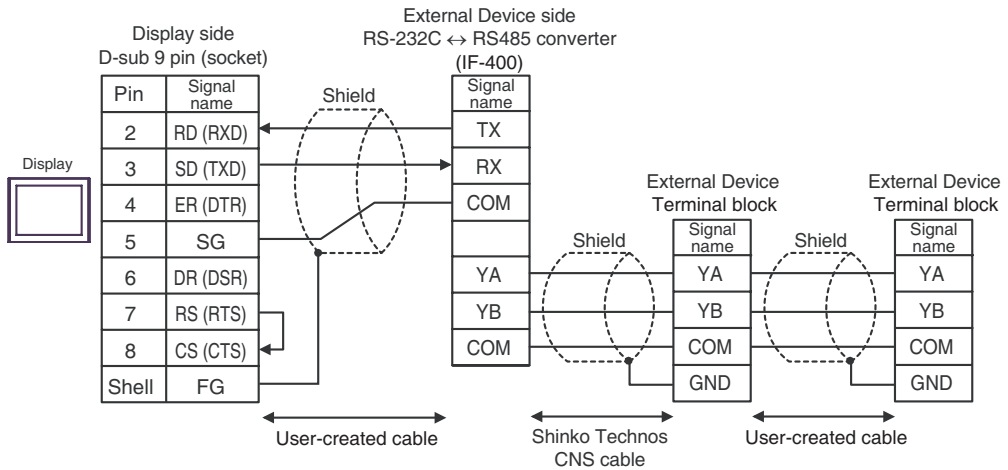 Display side
D-sub 9 pin (socket)
External Device side
RS-232C ↔ RS485 converter
(IF-400)
Display
Pin
Signal
name
2
RD (RXD)
3
SD (TXD)
4
ER (DTR)
5
SG
6
DR (DSR)
7
RS (RTS)
8
CS (CTS)
Shell
FG
Shield
Signal
name
TX
RX
COM
YA
YB
COM
Shield
External Device
Terminal block
Signal
name
YA
YB
COM
GND
Shield
External Device
Terminal block
Signal
name
YA
YB
COM
GND
User-created cable
Shinko Technos
CNS cable
User-created cable